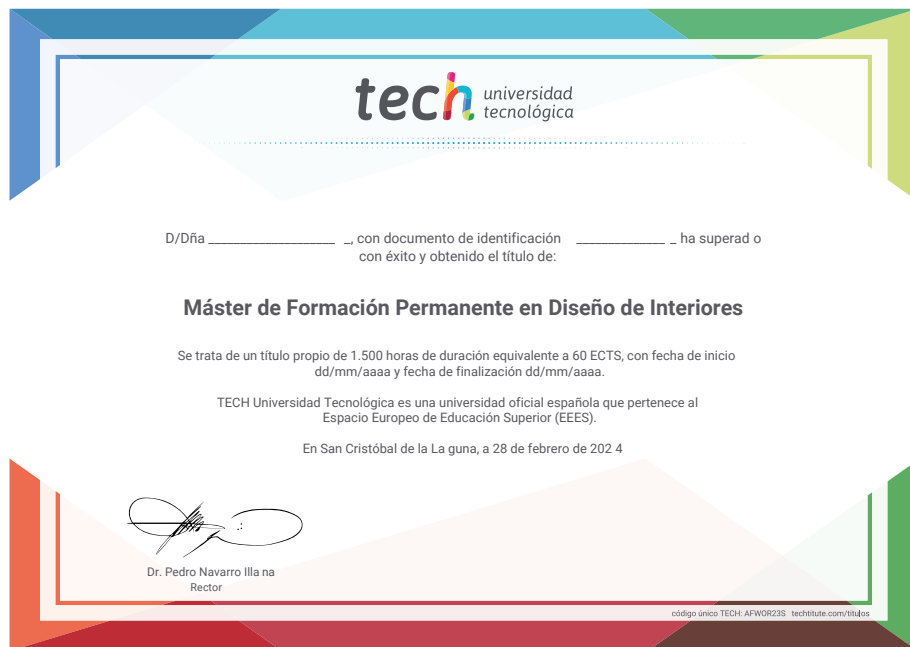 tech universidad
tecnológica
D/Dña ____________________ _, con documento de identificación ______________ _ ha superad o
con éxito y obtenido el título de:
Máster de Formación Permanente en Diseño de Interiores
Se trata de un título propio de 1.500 horas de duración equivalente a 60 ECTS, con fecha de inicio
dd/mm/aaaa y fecha de finalización dd/mm/aaaa.
TECH Universidad Tecnológica es una universidad oficial española que pertenece al
Espacio Europeo de Educación Superior (EEES).
En San Cristóbal de la La guna, a 28 de febrero de 202 4
Dr. Pedro Navarro Illa na
Rector
código único TECH: AFWOR23S techtitute.com/titulos